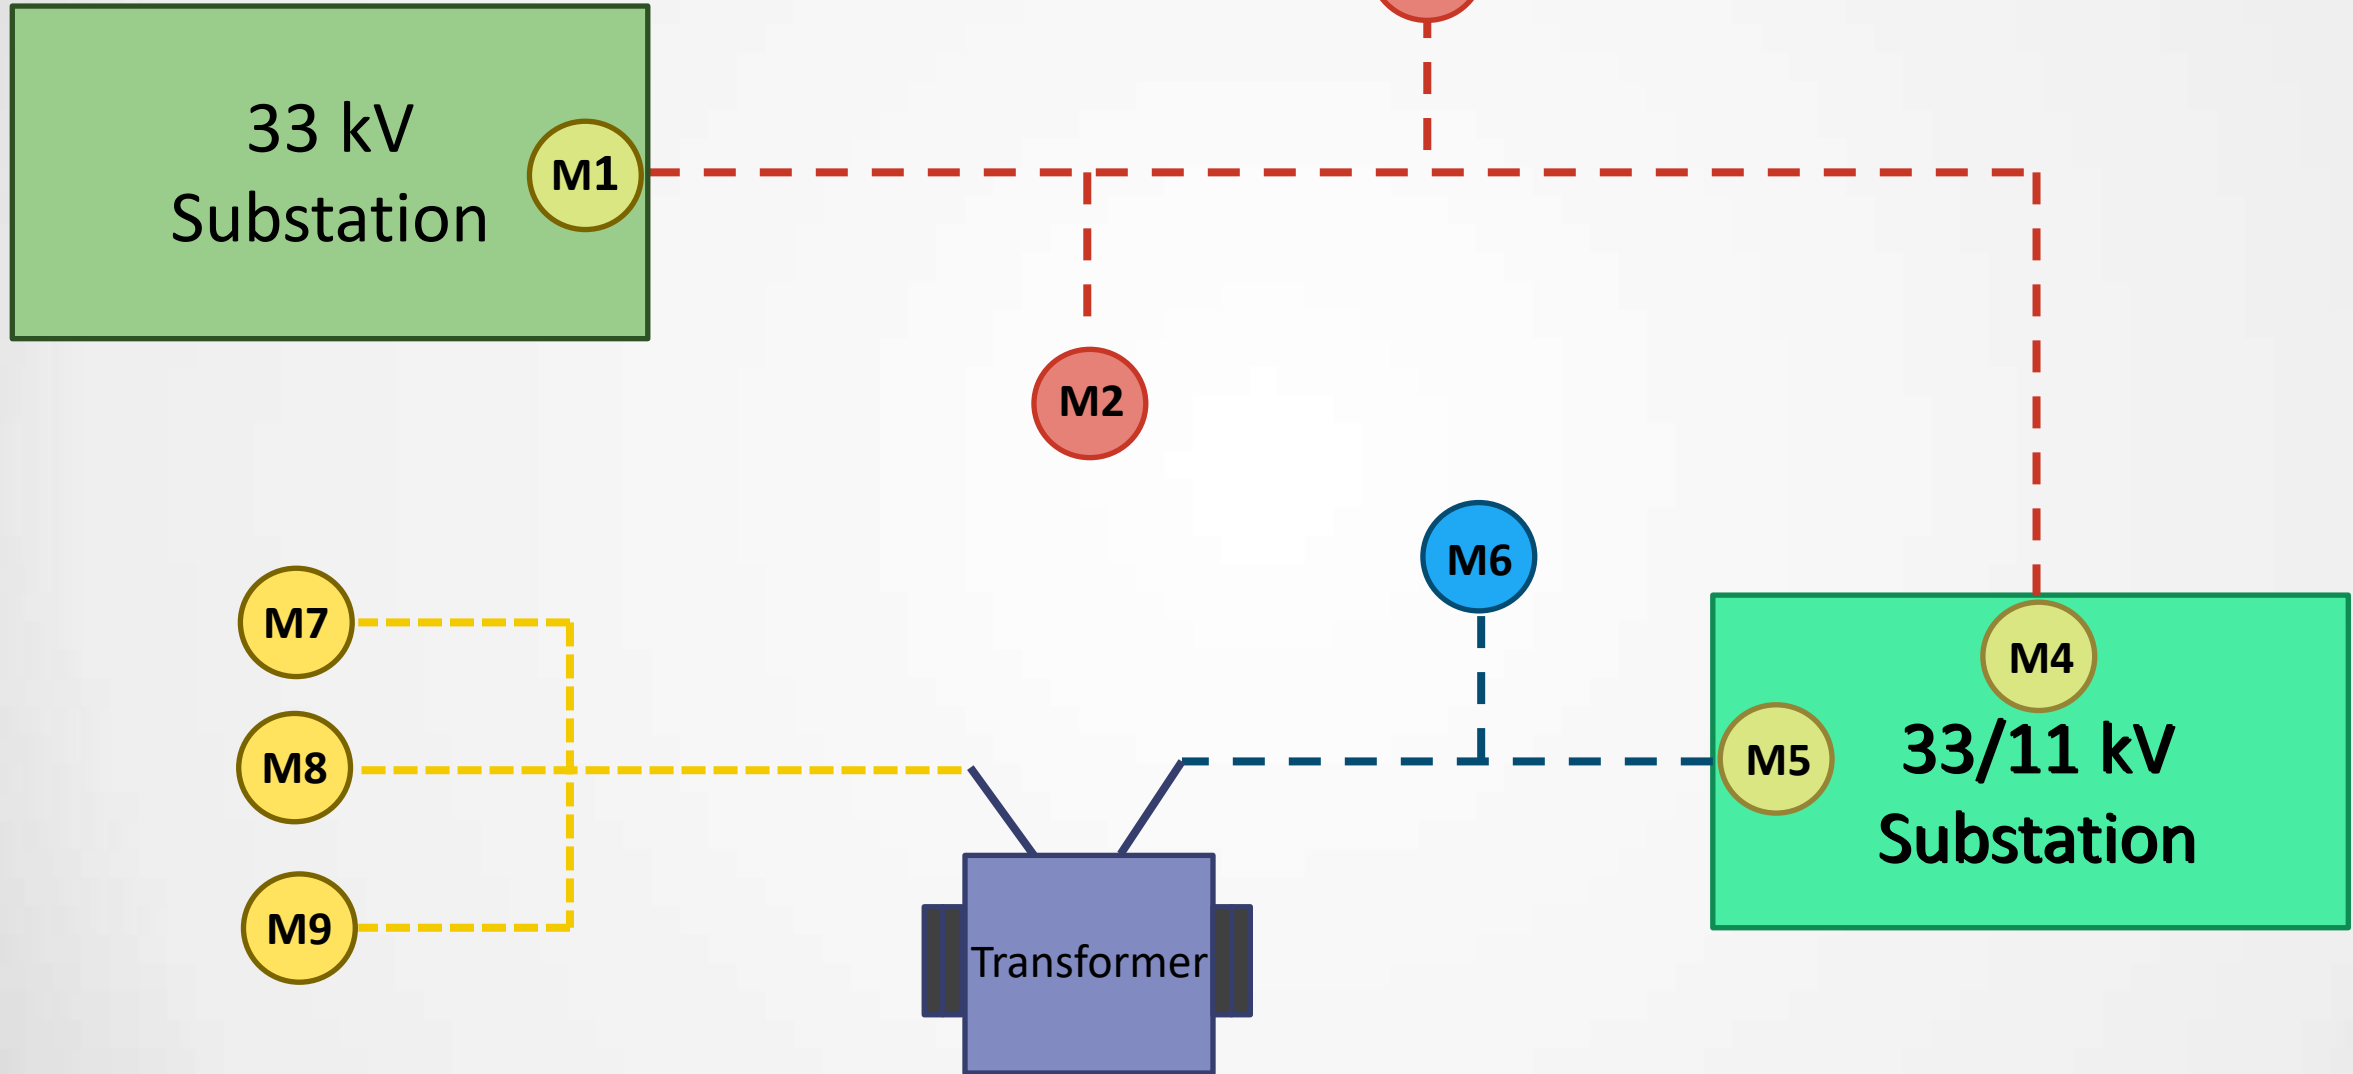 33 kV
Substation
M1
M2
M6
M7
M4
M8
M5
33/11 kV
Substation
M9
Transformer